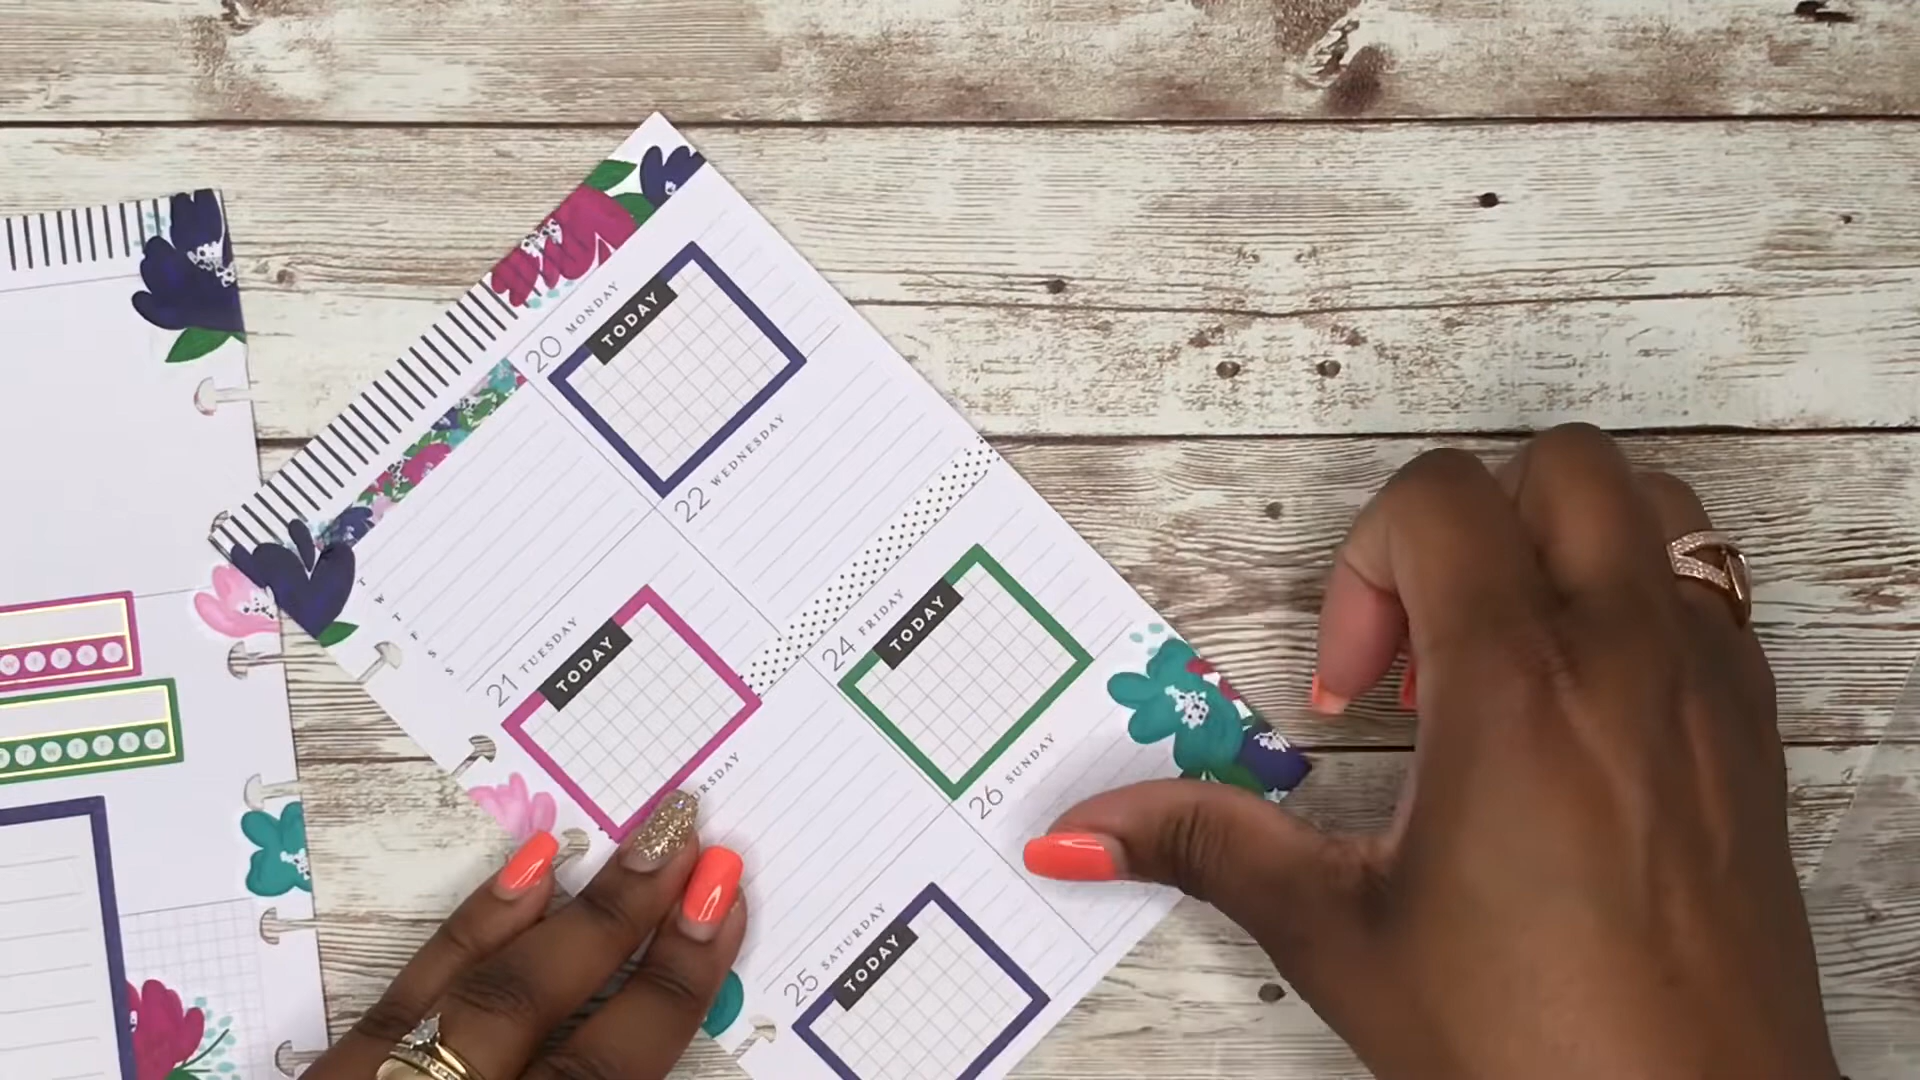 20 MONDAY
TODAY
22 WEDNESDAY
21 TUESDAY
TODAY
24 FRIDAY
TODAY
26 SUNDAY
25 SATURDAY
TODAY
T
W
T
F
S
S